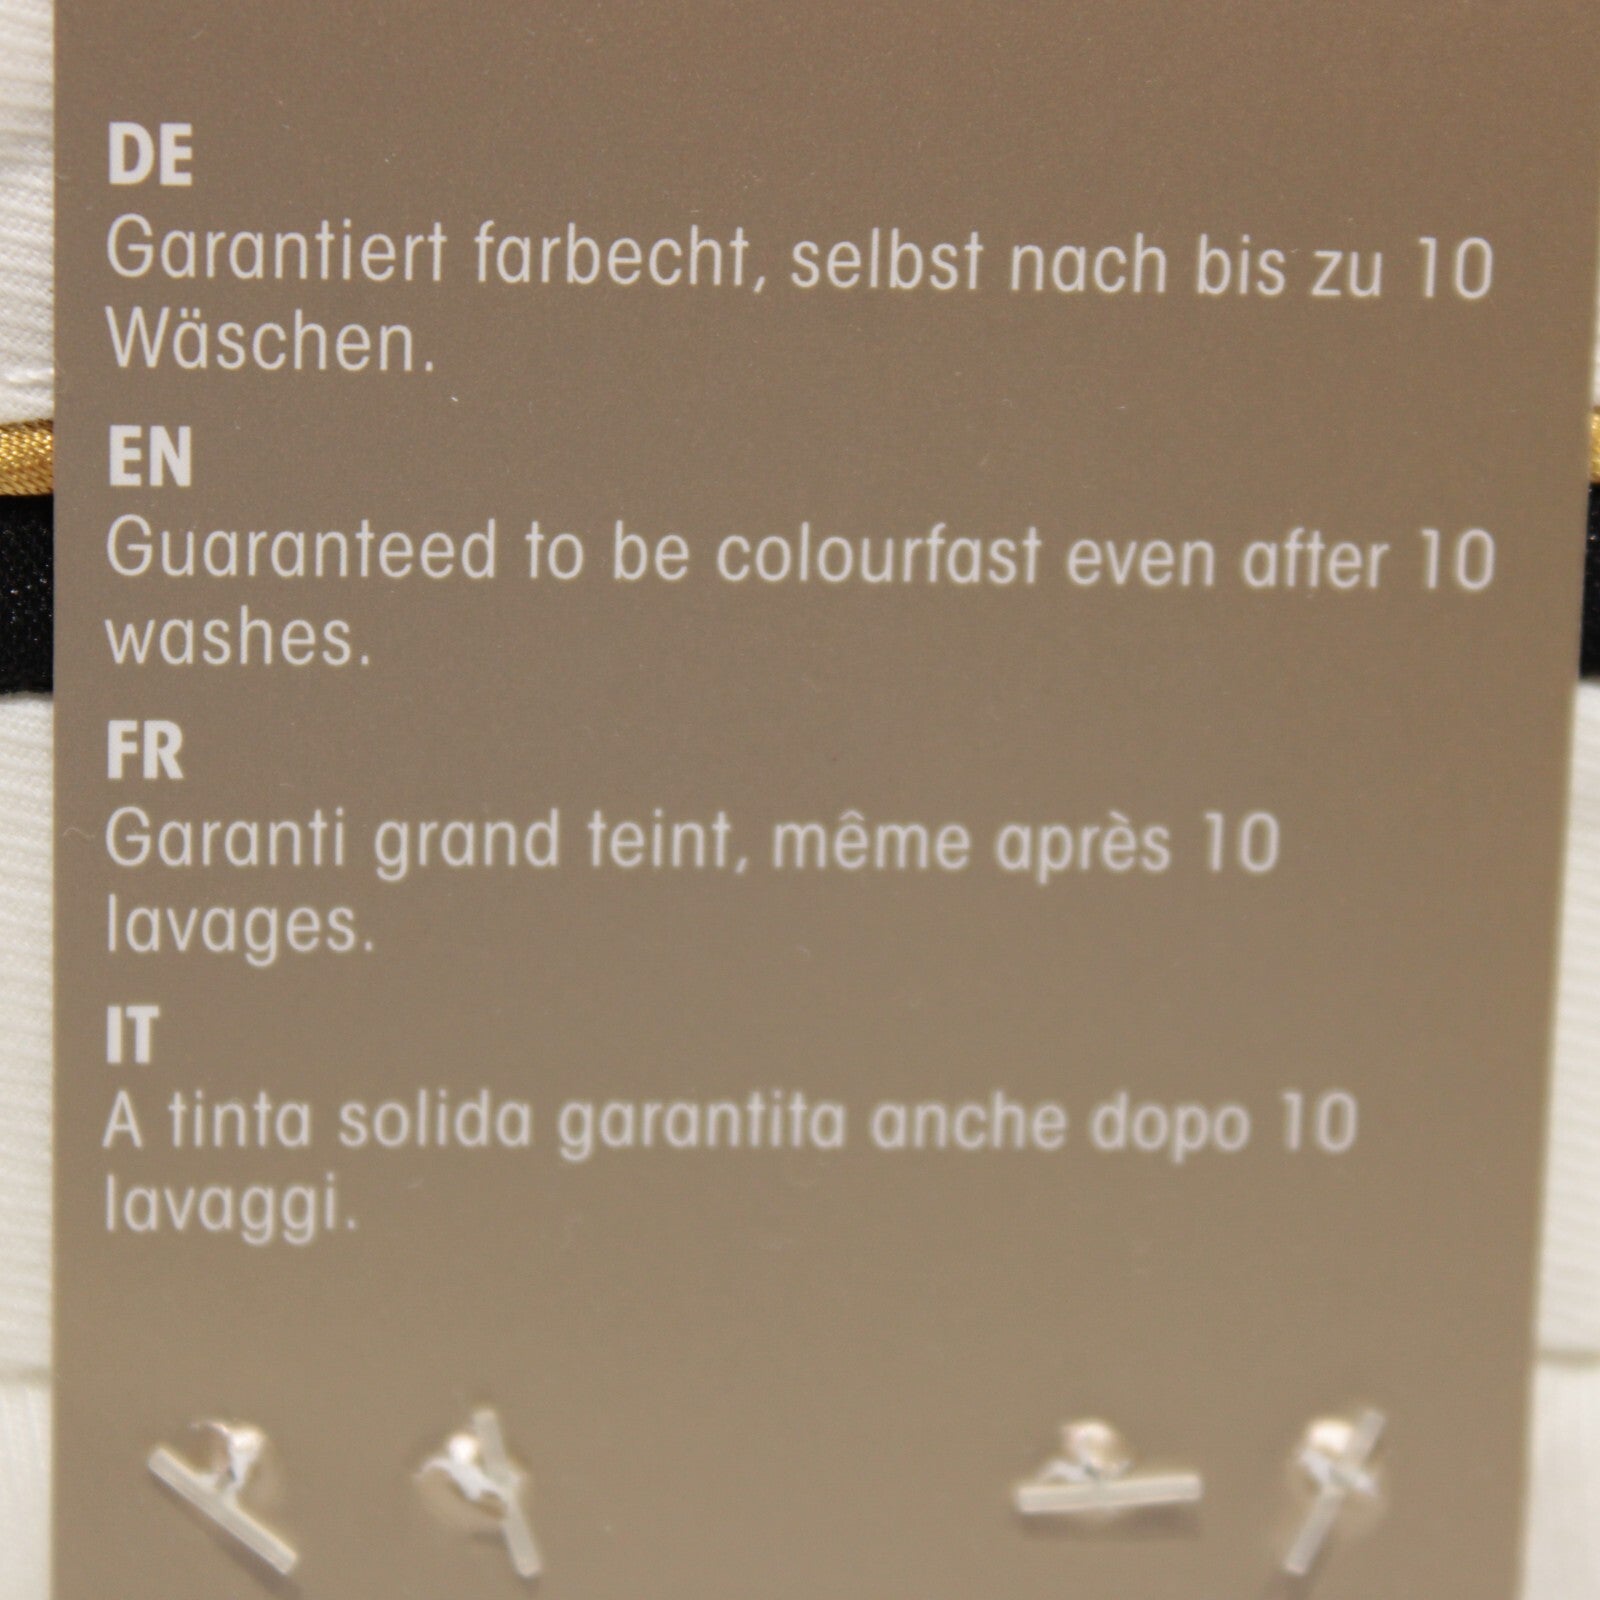 DE
Garantiert farbecht, selbst nach bis zu 10
Wäschen.
EN
Guaranteed to be colourfast even after 10
washes.
FR
Garanti grand teint, même après 10
lavages.
IT
A tinta solida garantita anche dopo 10
lavaggi.